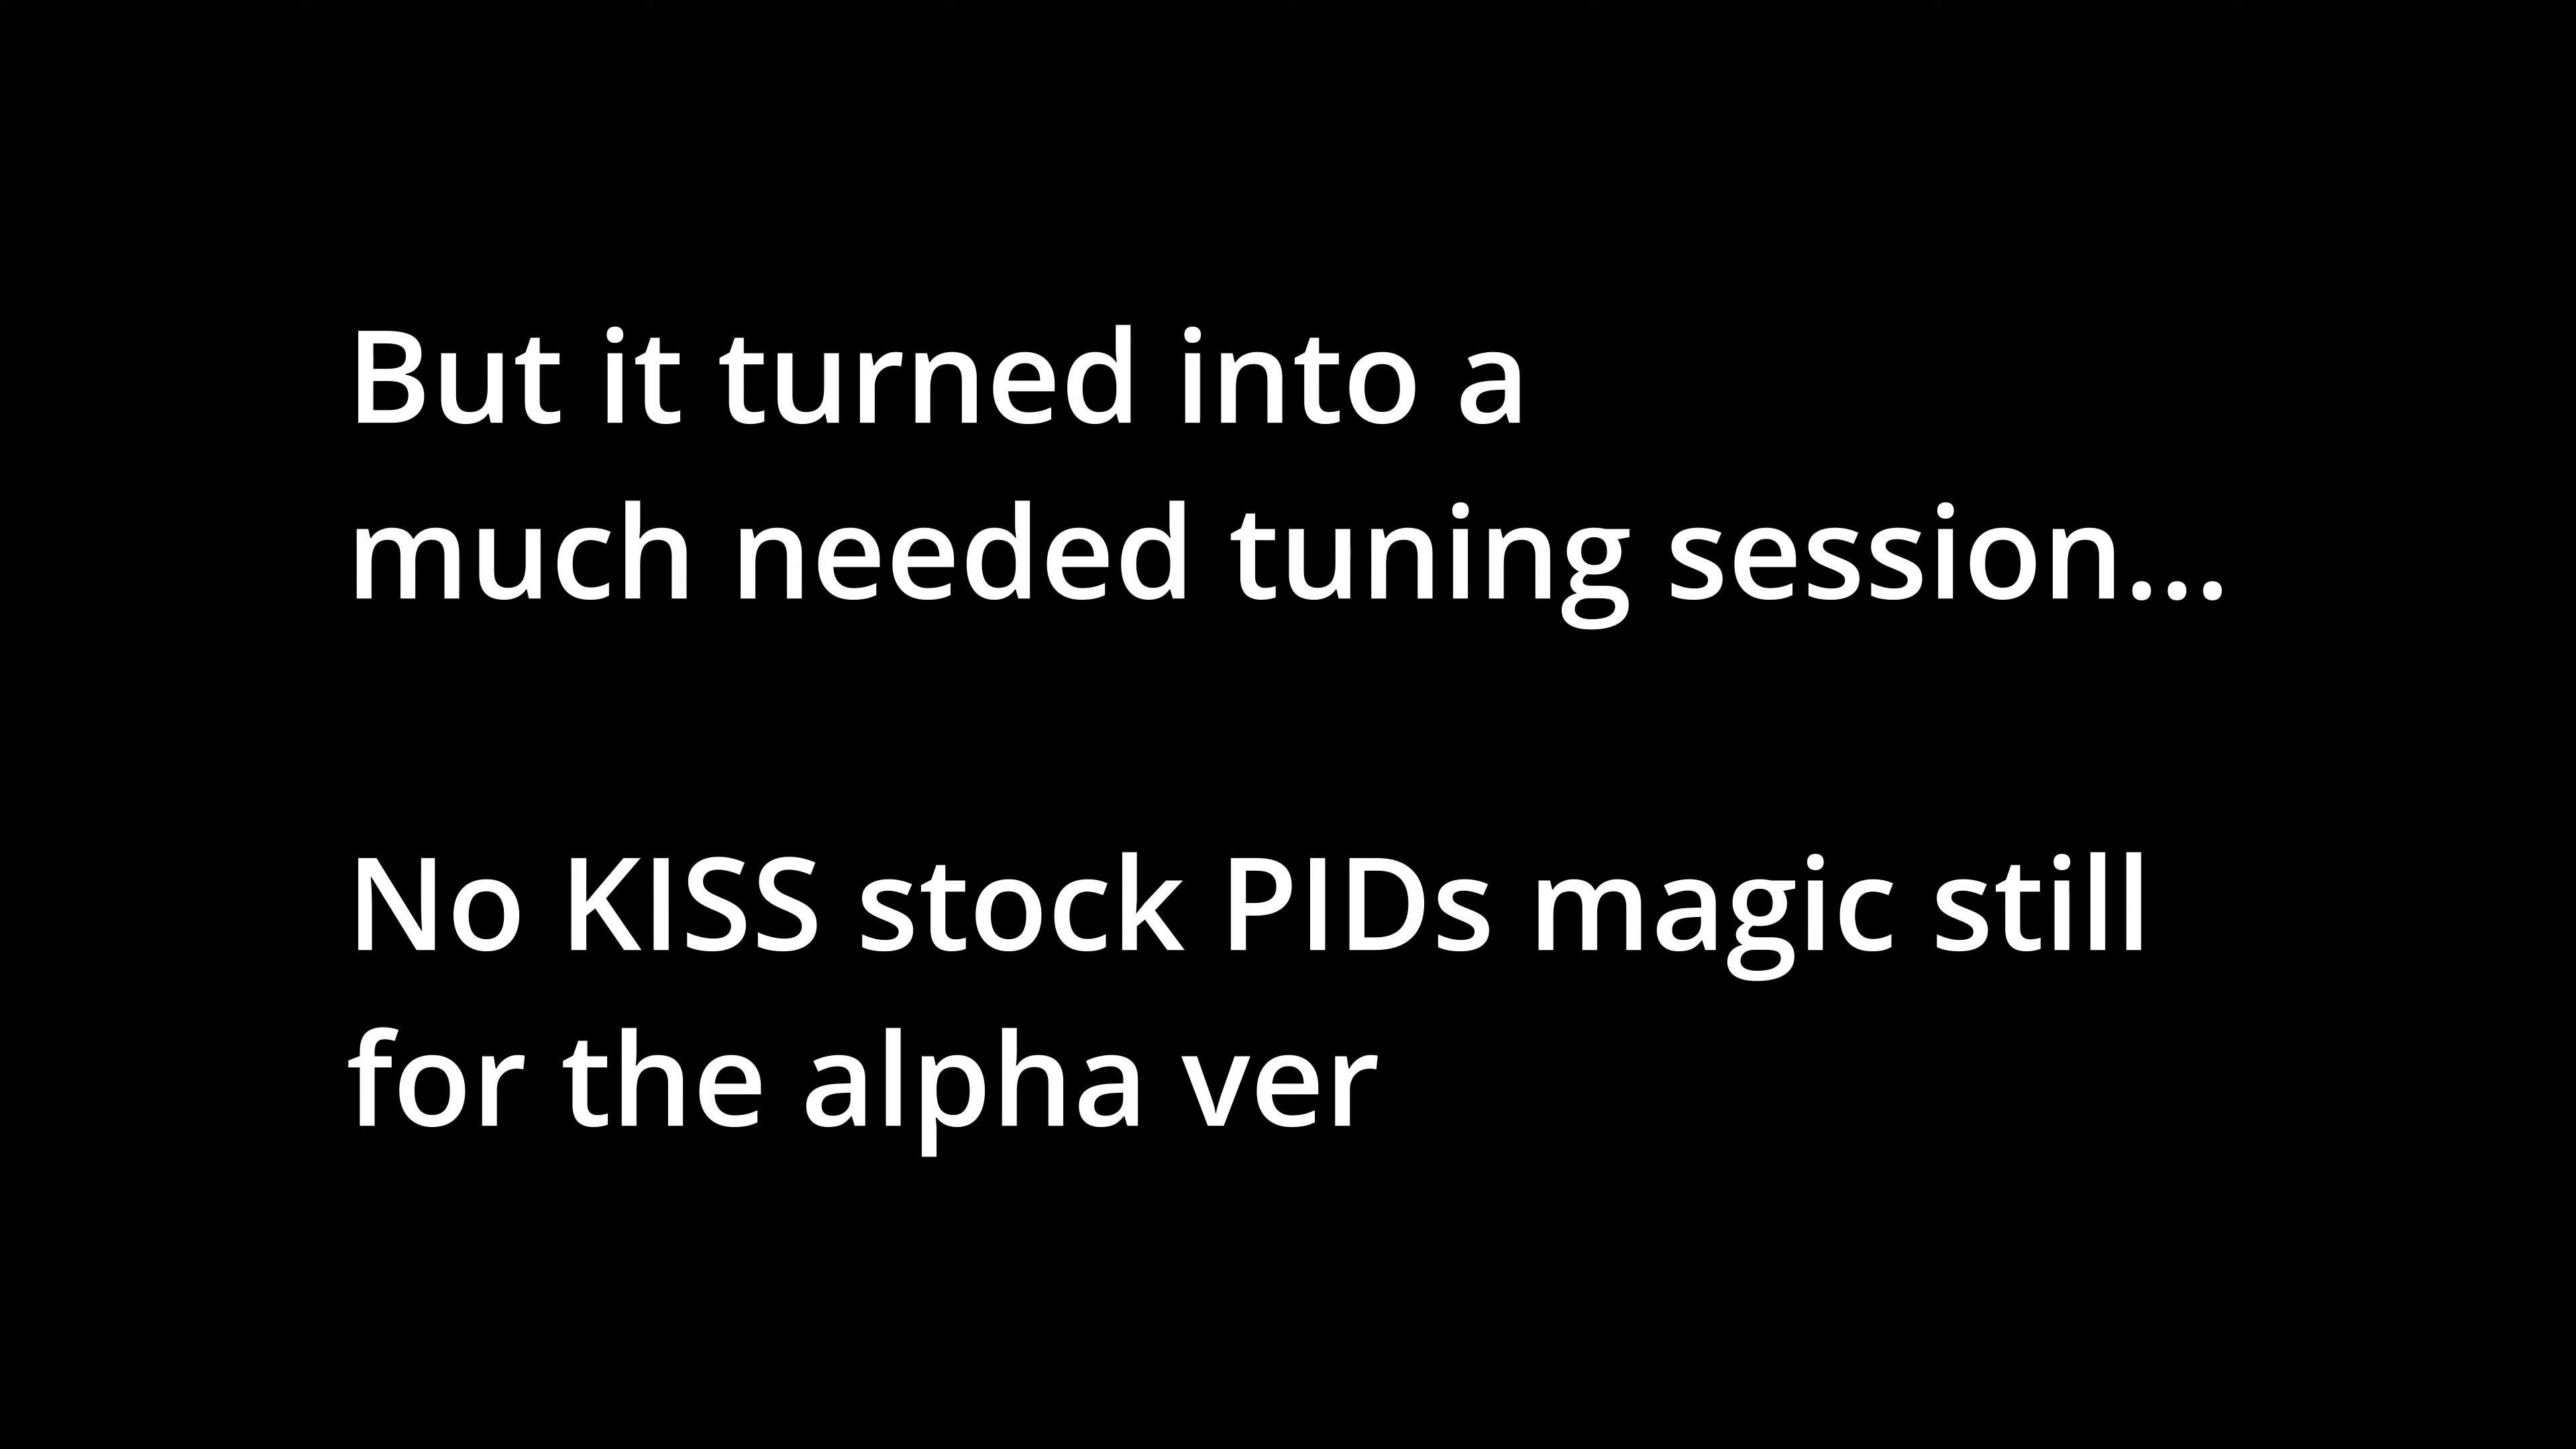 But it turned into a
much needed tuning session...
No KISS stock PIDs magic still
for the alpha ver